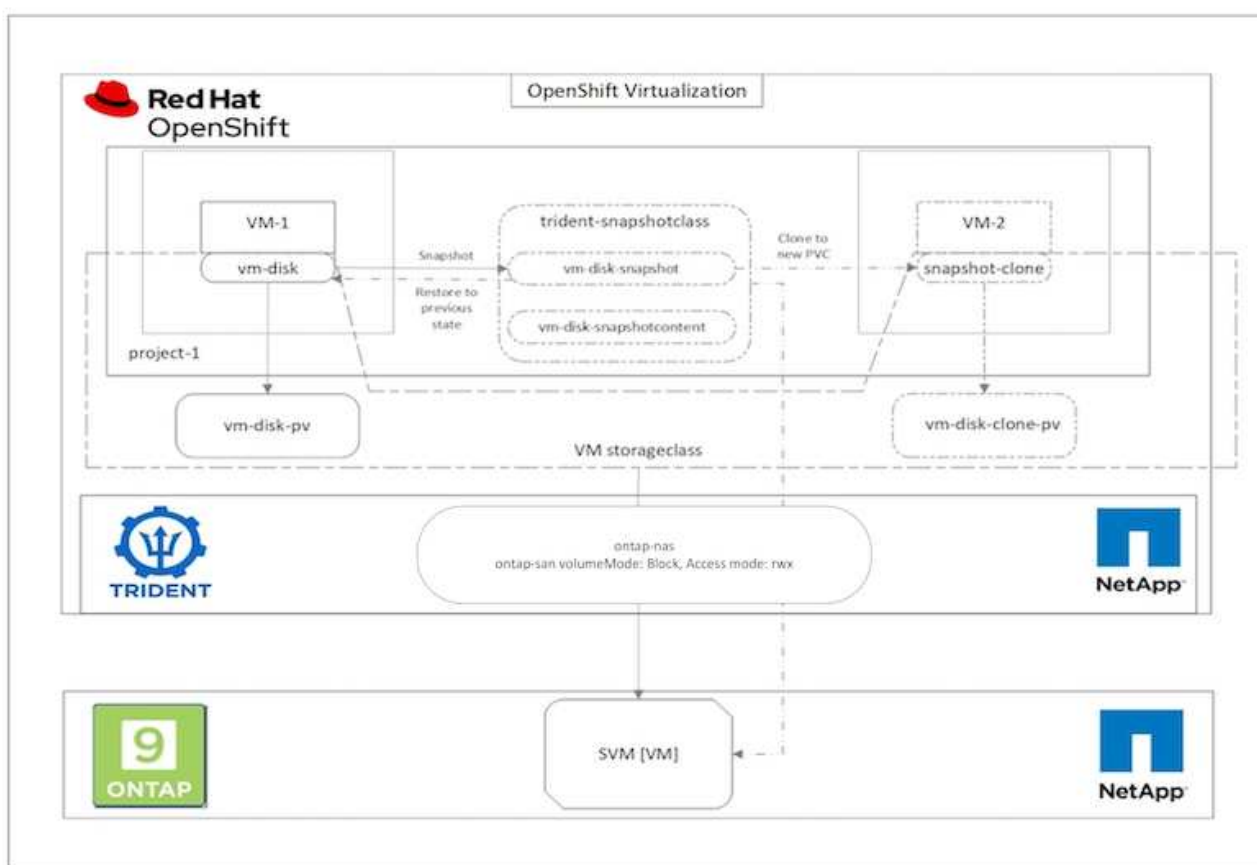 OpenShift Virtualization
Red Hat
OpenShift
VM-1
vm-disk
Snapshot
Restore to
previous
state
trident-snapshotclass
vm-disk-snapshot
vm-disk-snapshotcontent
Clone to
new PVC
VM-2
snapshot-clone
project-1
vm-disk-pv
vm-disk-clone-pv
VM storageclass
TRIDENT
ontap-nas
ontap-san volumeMode: Block, Access mode: rwx
NetApp
9
ONTAP
SVM [VM]
NetApp